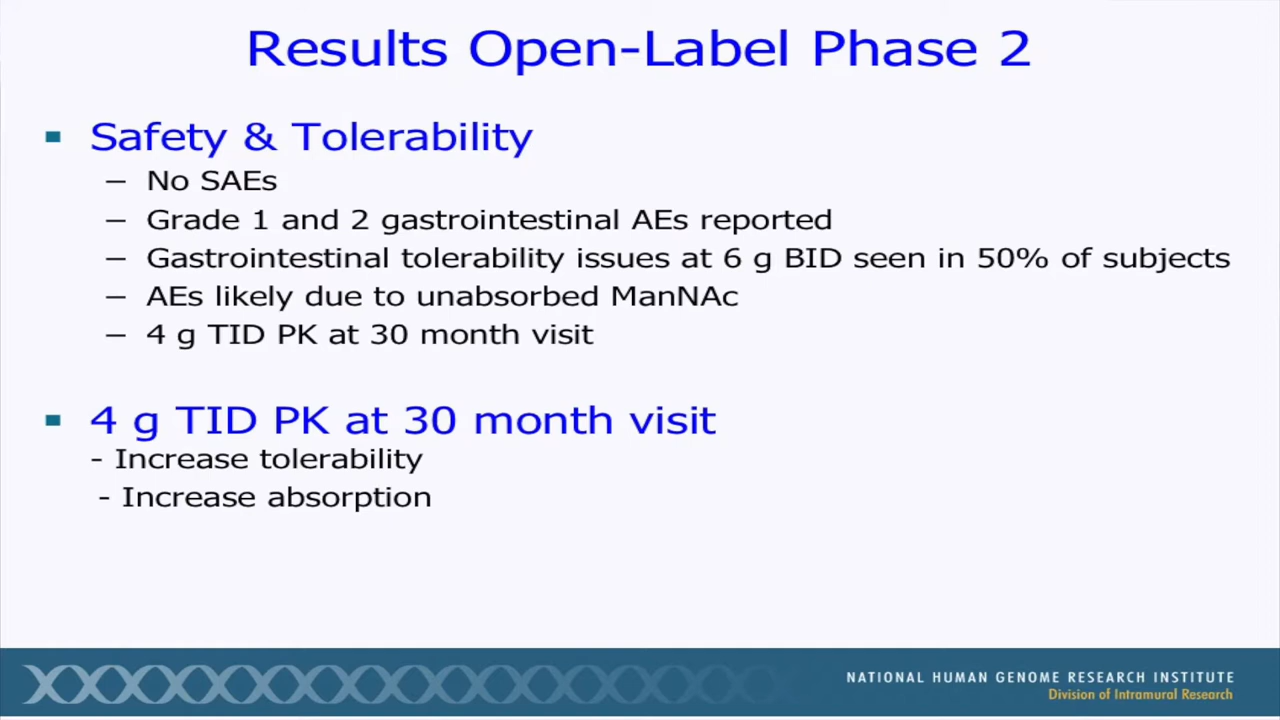 Results Open-Label Phase 2
▪ Safety & Tolerability
– No SAEs
– Grade 1 and 2 gastrointestinal AEs reported
– Gastrointestinal tolerability issues at 6 g BID seen in 50% of subjects
– AEs likely due to unabsorbed ManNAc
– 4 g TID PK at 30 month visit
▪ 4 g TID PK at 30 month visit
- Increase tolerability
- Increase absorption
NATIONAL HUMAN GENOME RESEARCH INSTITUTE
Division of Intramural Research